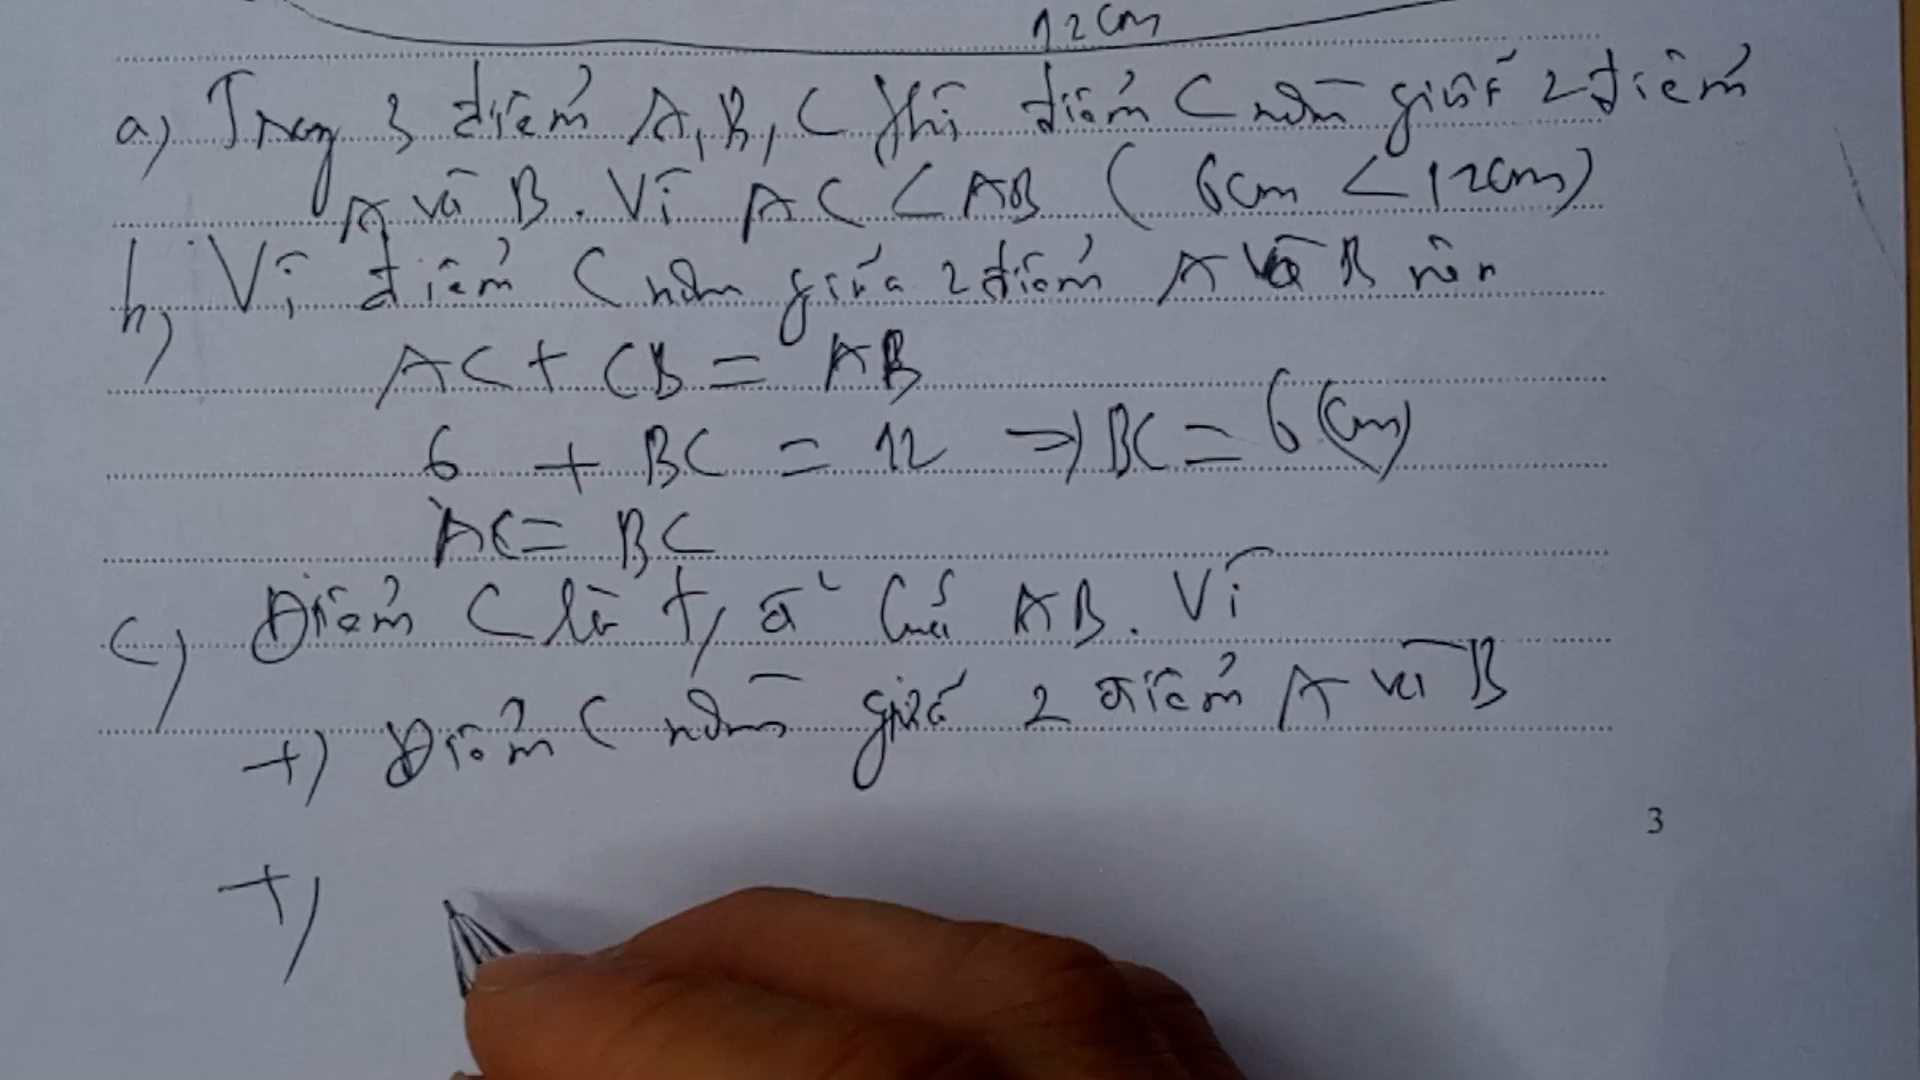 12cm
a) Trong 3 điểm A, B, C thì điểm C nằm giữa 2 điểm
A và B. Vì AC < AB ( 6cm < 12cm)
b) Vì điểm C nằm giữa 2 điểm A và B nên
AC + CB = AB
6 + BC = 12 => BC = 6 (cm)
AC = BC
c) Điểm C là t/đ của AB. Vì
+) Điểm C nằm giữa 2 điểm A và B
3
+)